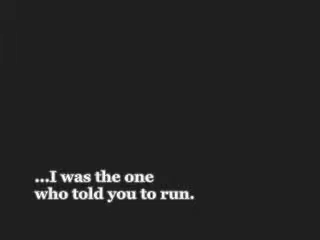 ...I was the one
who told you to run.